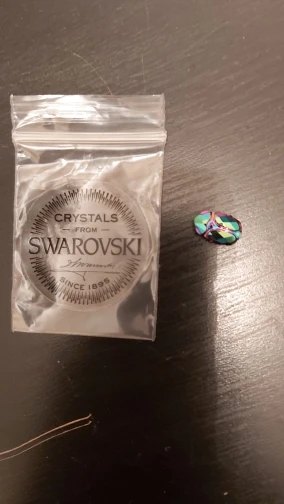 CRYSTALS
FROM
SWAROVSKI
SINCE 1895